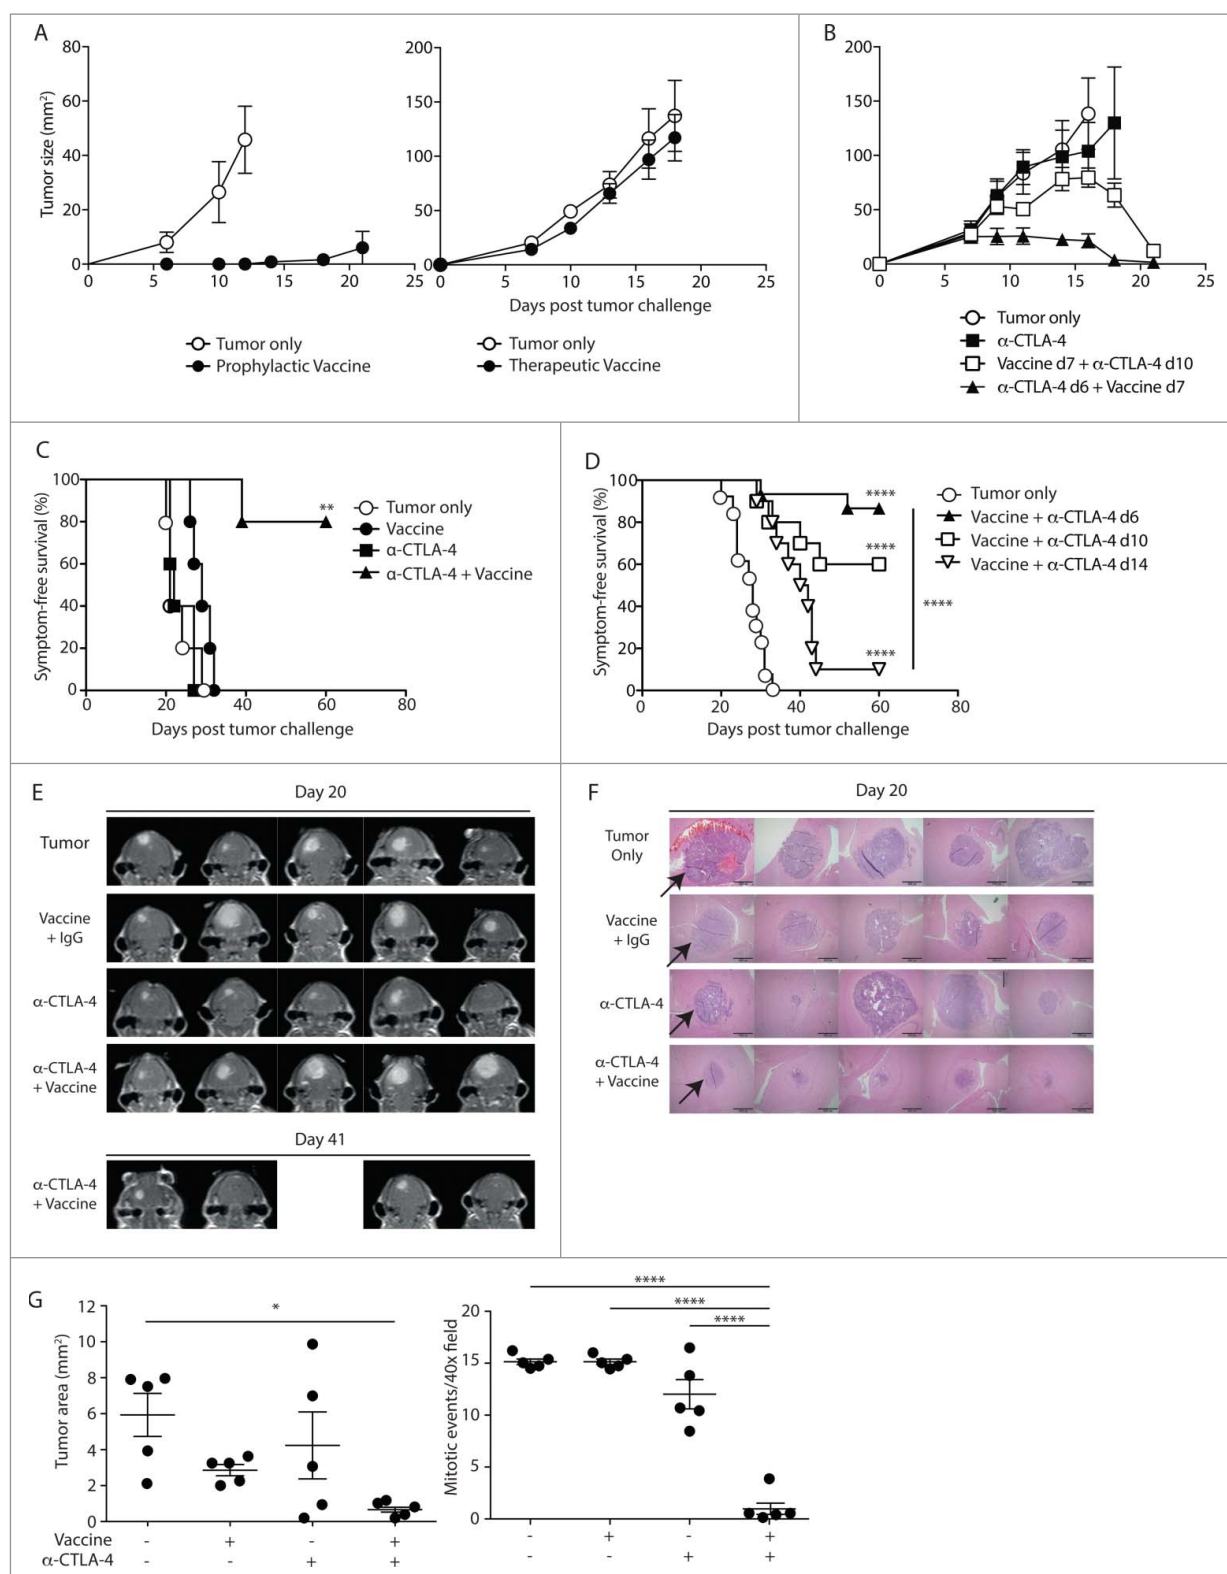 A
80
60
40
20
0
Tumor size (mm²)
0 5 10 15 20 25
200
150
100
50
0
0 5 10 15 20 25
Days post tumor challenge
Tumor only
Prophylactic Vaccine
Tumor only
Therapeutic Vaccine
B
200
150
100
50
0
0 5 10 15 20 25
Tumor only
α-CTLA-4
Vaccine d7 + α-CTLA-4 d10
α-CTLA-4 d6 + Vaccine d7
C
100
80
60
40
20
0
Symptom-free survival (%)
0 20 40 60 80
Days post tumor challenge
**
Tumor only
Vaccine
α-CTLA-4
α-CTLA-4 + Vaccine
D
100
80
60
40
20
0
Symptom-free survival (%)
0 20 40 60 80
Days post tumor challenge
****
****
****
****
Tumor only
Vaccine + α-CTLA-4 d6
Vaccine + α-CTLA-4 d10
Vaccine + α-CTLA-4 d14
E
Day 20
Tumor
Vaccine
+ IgG
α-CTLA-4
α-CTLA-4
+ Vaccine
Day 41
α-CTLA-4
+ Vaccine
F
Day 20
Tumor
Only
Vaccine
+ IgG
α-CTLA-4
α-CTLA-4
+ Vaccine
G
12
10
8
6
4
2
0
Tumor area (mm²)
*
Vaccine - + - +
α-CTLA-4 - - + +
20
15
10
5
0
Mitotic events/40x field
****
****
****
- + - +
- - + +